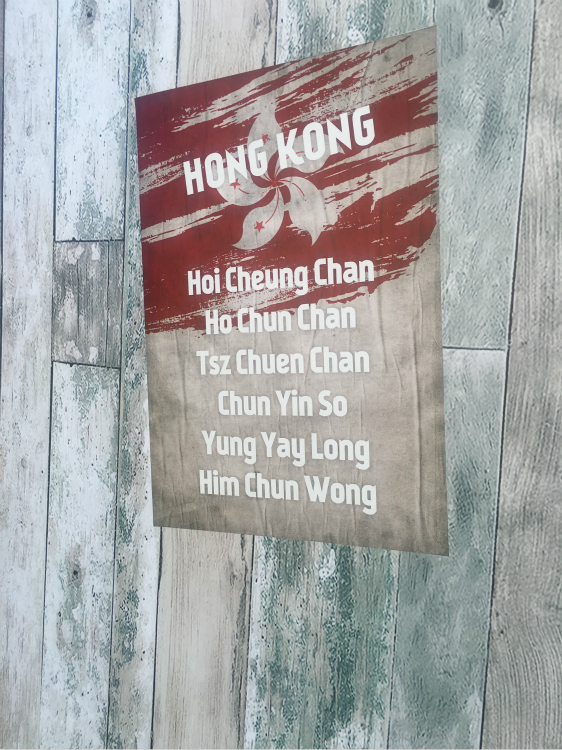 HONG KONG
Hoi Cheung Chan
Ho Chun Chan
Tsz Chuen Chan
Chun Yin So
Yung Yay Long
Him Chun Wong